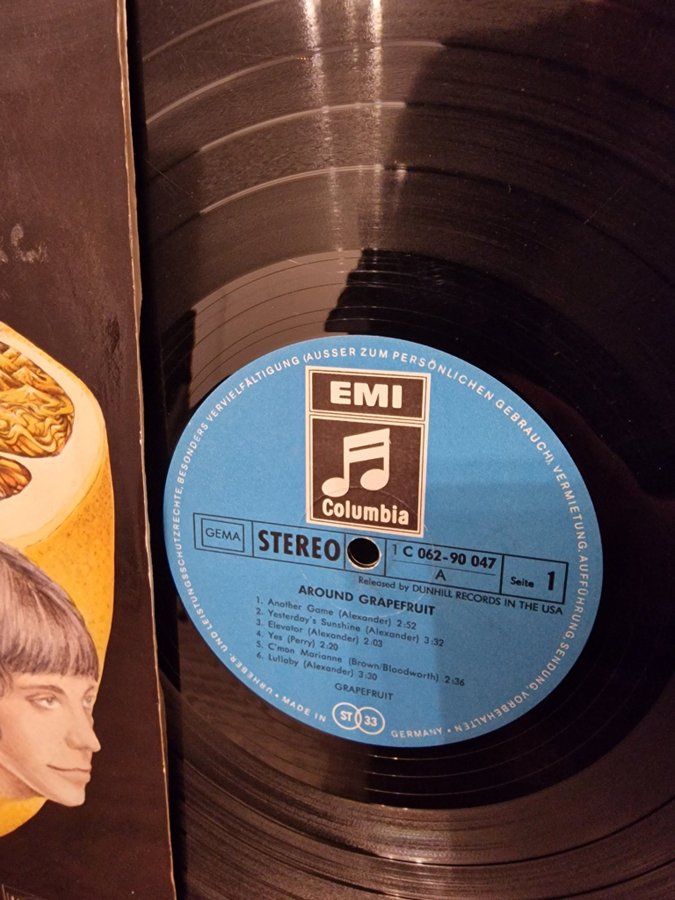 URHEBER- UND LEISTUNGSSCHUTZRECHTE, BESONDERS VERVIELFÄLTIGUNG (AUSSER ZUM PERSÖNLICHEN GEBRAUCH), VERMIETUNG, AUFFÜHRUNG, SENDUNG, VORBEHALTEN • MADE IN GERMANY •
EMI
Columbia
GEMA STEREO 1 C 062-90 047
A
Seite 1
Released by DUNHILL RECORDS IN THE USA
AROUND GRAPEFRUIT
1. Another Game (Alexander) 2:52
2. Yesterday's Sunshine (Alexander) 3:32
3. Elevator (Alexander) 2:03
4. Yes (Perry) 2:20
5. C'mon Marianne (Brown/Bloodworth) 2:36
6. Lullaby (Alexander) 3:30
GRAPEFRUIT
ST 33